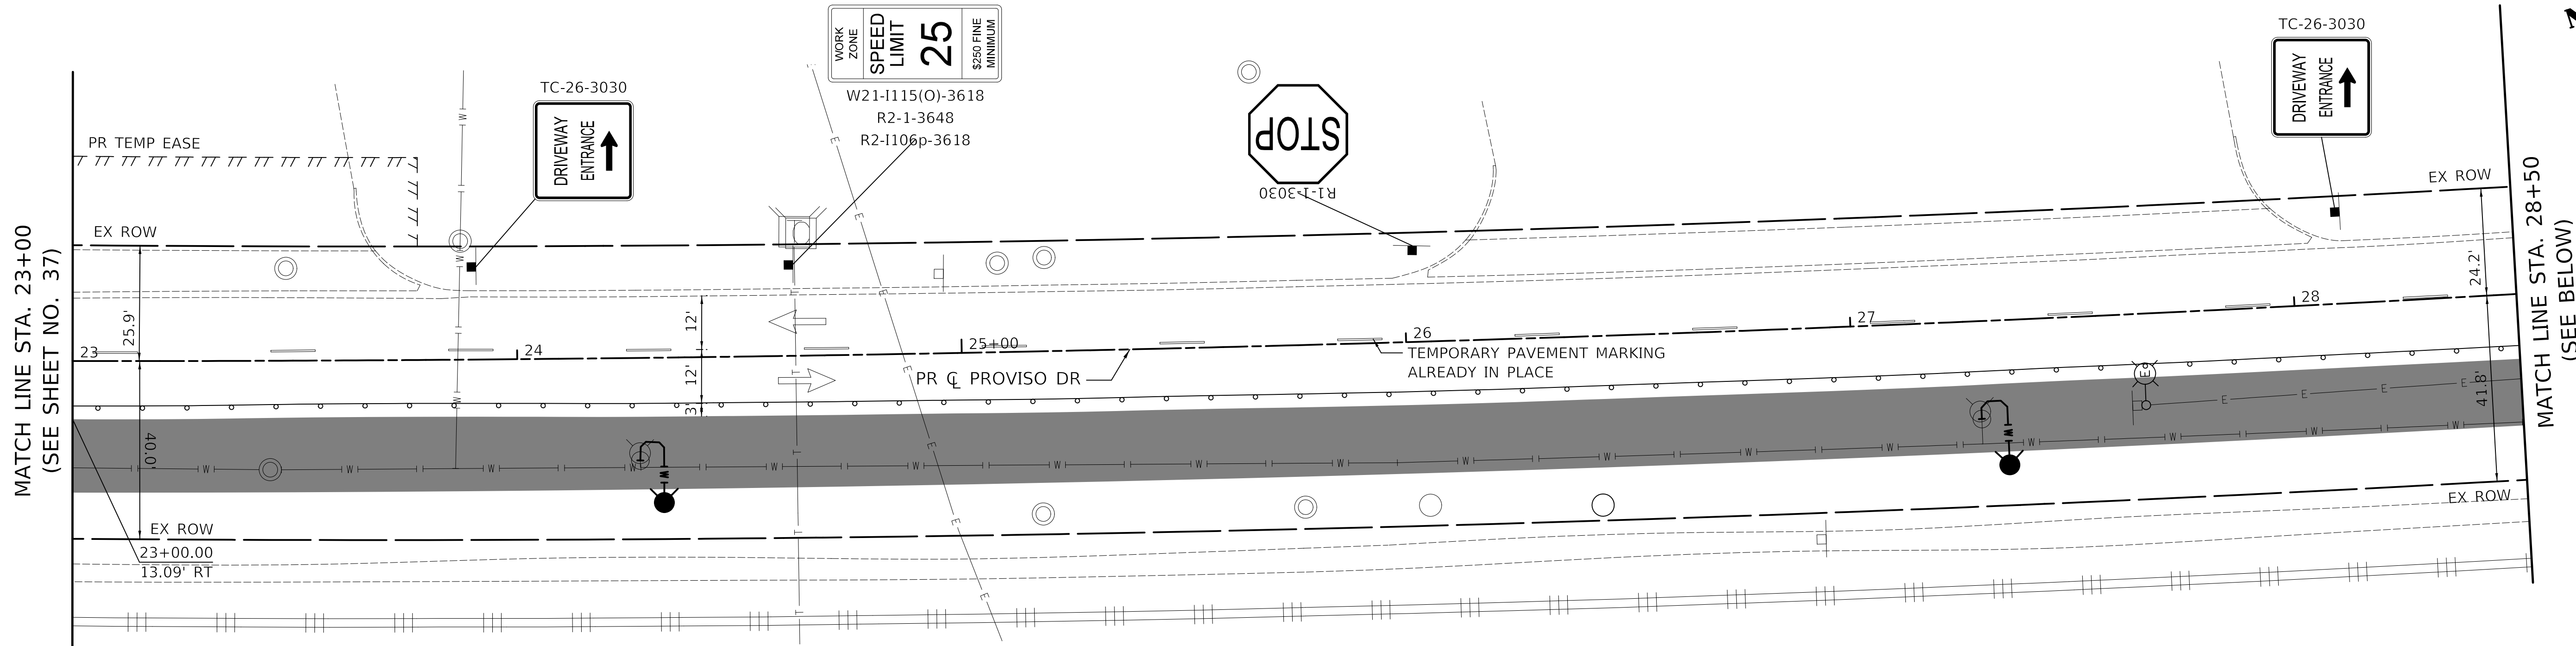 MATCH LINE STA. 23+00
(SEE SHEET NO. 37)
PR TEMP EASE
EX ROW
25.9'
23
40.0'
EX ROW
23+00.00
13.09' RT
TC-26-3030
DRIVEWAY
ENTRANCE
W
W
W
W
24
12'
12'
3'
WORK
ZONE
SPEED
LIMIT
25
$250 FINE
MINIMUM
W21-I115(O)-3618
R2-1-3648
R2-I106p-3618
E
E
E
E
E
E
E
T
T
T
T
25+00
PR ℄ PROVISO DR
STOP
R1-1-3030
26
TEMPORARY PAVEMENT MARKING
ALREADY IN PLACE
27
28
TC-26-3030
DRIVEWAY
ENTRANCE
EX ROW
24.2'
41.8'
E
E
E
E
W W W W W W W W W W W W W W W W W
EX ROW
MATCH LINE STA. 28+50
(SEE BELOW)